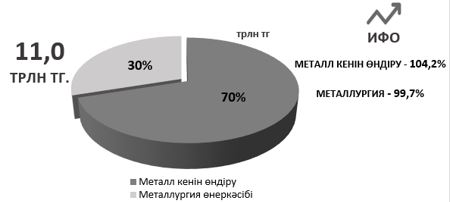 11,0
ТРЛН ТГ.
трлн тг
ИФО
30%
70%
МЕТАЛЛ КЕНІН ӨНДІРУ - 104,2%
МЕТАЛЛУРГИЯ - 99,7%
Металл кенін өндіру
Металлургия өнеркәсібі